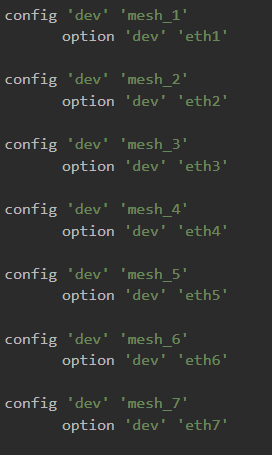 config 'dev' 'mesh_1'
option 'dev' 'eth1'
config 'dev' 'mesh_2'
option 'dev' 'eth2'
config 'dev' 'mesh_3'
option 'dev' 'eth3'
config 'dev' 'mesh_4'
option 'dev' 'eth4'
config 'dev' 'mesh_5'
option 'dev' 'eth5'
config 'dev' 'mesh_6'
option 'dev' 'eth6'
config 'dev' 'mesh_7'
option 'dev' 'eth7'